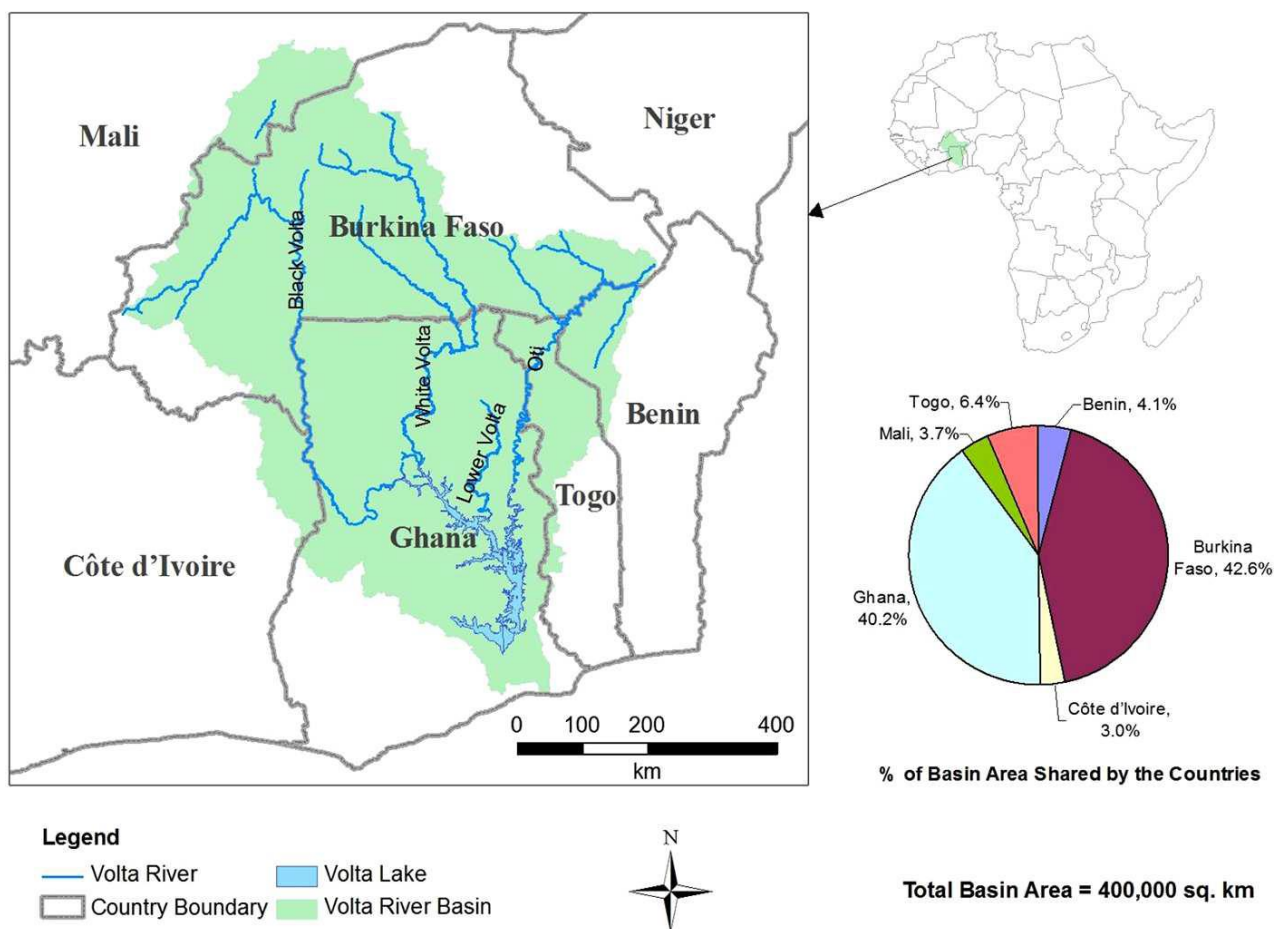 Mali
Niger
Burkina Faso
Black Volta
White Volta
Oti
Lower Volta
Benin
Togo
Ghana
Côte d’Ivoire
0 100 200 400
km
Togo, 6.4%
Benin, 4.1%
Mali, 3.7%
Burkina
Faso, 42.6%
Ghana,
40.2%
Côte d’Ivoire,
3.0%
% of Basin Area Shared by the Countries
Legend
Volta River
Volta Lake
Country Boundary
Volta River Basin
N
Total Basin Area = 400,000 sq. km